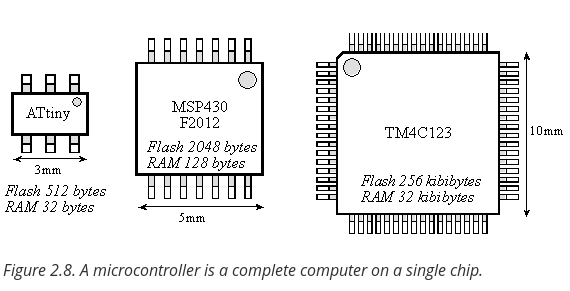 ATtiny
3mm
Flash 512 bytes
RAM 32 bytes
MSP430
F2012
Flash 2048 bytes
RAM 128 bytes
5mm
TM4C123
Flash 256 kibibytes
RAM 32 kibibytes
10mm
Figure 2.8. A microcontroller is a complete computer on a single chip.